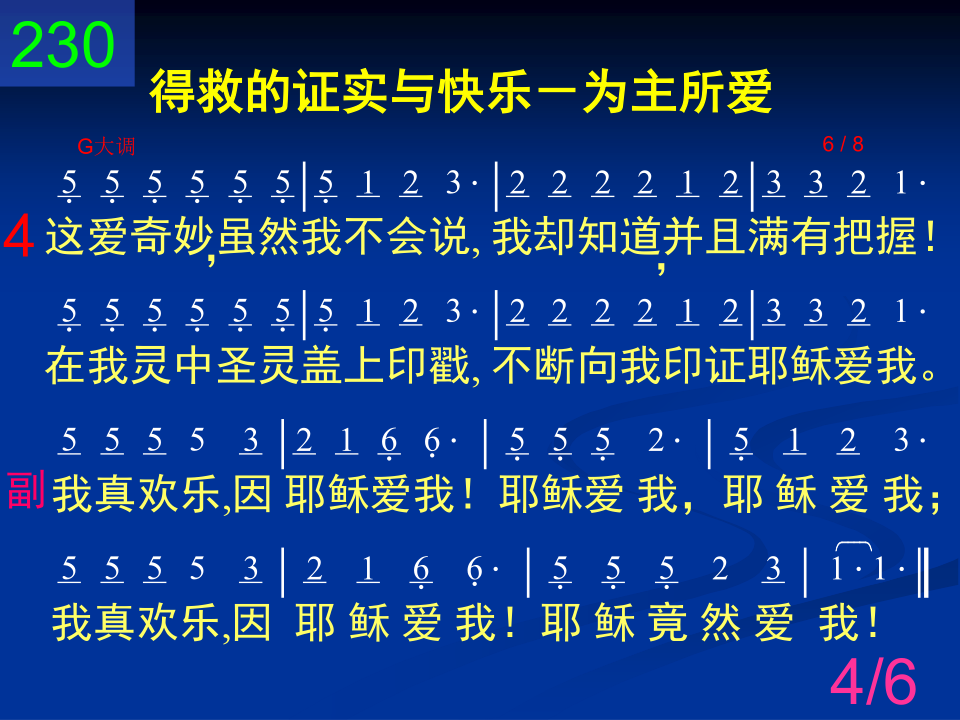 230
得救的证实与快乐－为主所爱
G大调 6 / 8
5̣ 5̣ 5̣ 5̣ 5̣ 5̣ | 5̣ 1 2 3 · | 2 2 2 2 1 2 | 3 3 2 1 ·
4 这爱奇妙,虽然我不会说, 我却知道,并且满有把握！
5̣ 5̣ 5̣ 5̣ 5̣ 5̣ | 5̣ 1 2 3 · | 2 2 2 2 1 2 | 3 3 2 1 ·
在我灵中圣灵盖上印戳, 不断向我印证耶稣爱我。
5 5 5 5 3 | 2 1 6̣ 6̣ · | 5̣ 5̣ 5̣ 2 · | 5̣ 1 2 3 ·
副 我真欢乐,因 耶稣爱我！耶稣爱 我，耶 稣 爱 我；
5 5 5 5 3 | 2 1 6̣ 6̣ · | 5̣ 5̣ 5̣ 2 3 | 1 · 1 · ‖
我真欢乐,因 耶 稣 爱 我！耶 稣 竟 然 爱 我！
4/6